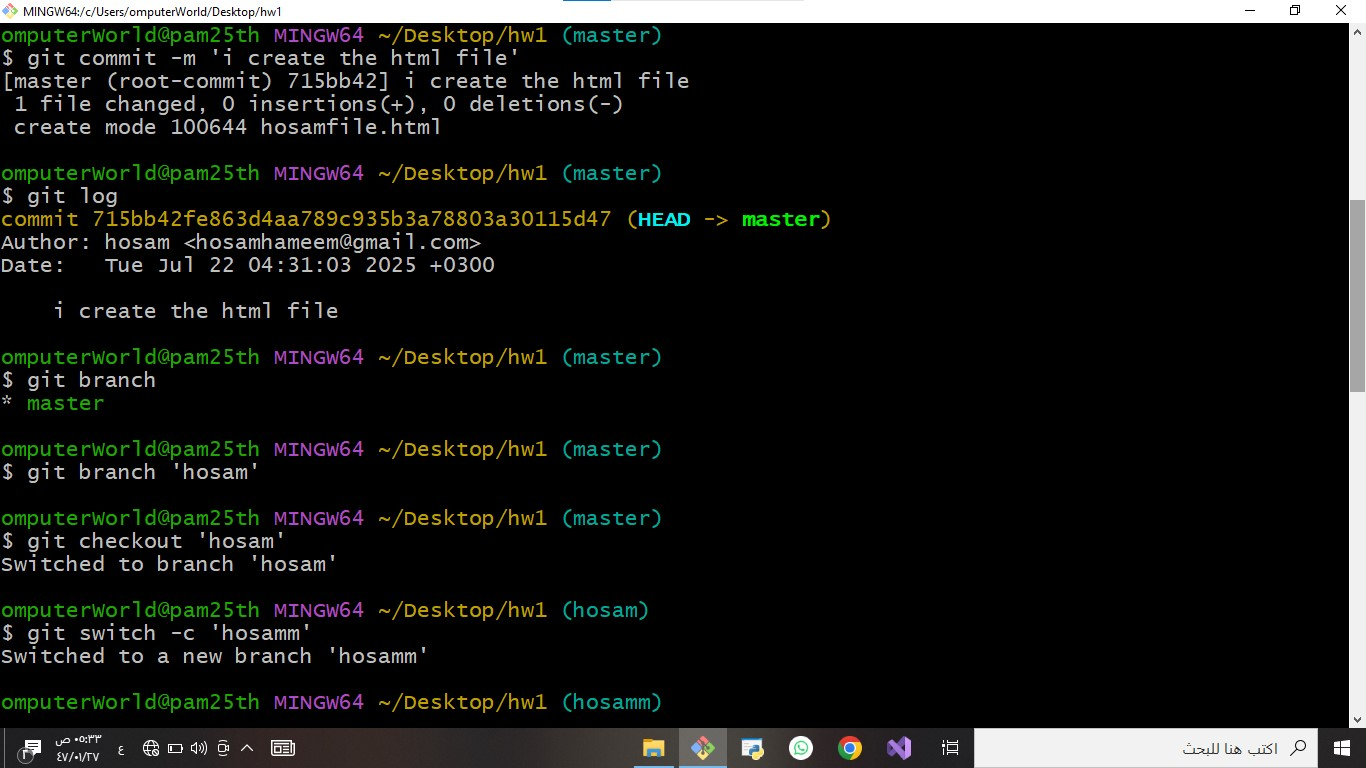 MINGW64:/c/Users/omputerWorld/Desktop/hw1
omputerWorld@pam25th MINGW64 ~/Desktop/hw1 (master)
$ git commit -m 'i create the html file'
[master (root-commit) 715bb42] i create the html file
 1 file changed, 0 insertions(+), 0 deletions(-)
 create mode 100644 hosamfile.html
omputerWorld@pam25th MINGW64 ~/Desktop/hw1 (master)
$ git log
commit 715bb42fe863d4aa789c935b3a78803a30115d47 (HEAD -> master)
Author: hosam <hosamhameem@gmail.com>
Date:   Tue Jul 22 04:31:03 2025 +0300
    i create the html file
omputerWorld@pam25th MINGW64 ~/Desktop/hw1 (master)
$ git branch
* master
omputerWorld@pam25th MINGW64 ~/Desktop/hw1 (master)
$ git branch 'hosam'
omputerWorld@pam25th MINGW64 ~/Desktop/hw1 (master)
$ git checkout 'hosam'
Switched to branch 'hosam'
omputerWorld@pam25th MINGW64 ~/Desktop/hw1 (hosam)
$ git switch -c 'hosamm'
Switched to a new branch 'hosamm'
omputerWorld@pam25th MINGW64 ~/Desktop/hw1 (hosamm)
اكتب هنا للبحث
ع
٠٥:٣٣ ص
٤٧/٠١/٢٧
٢